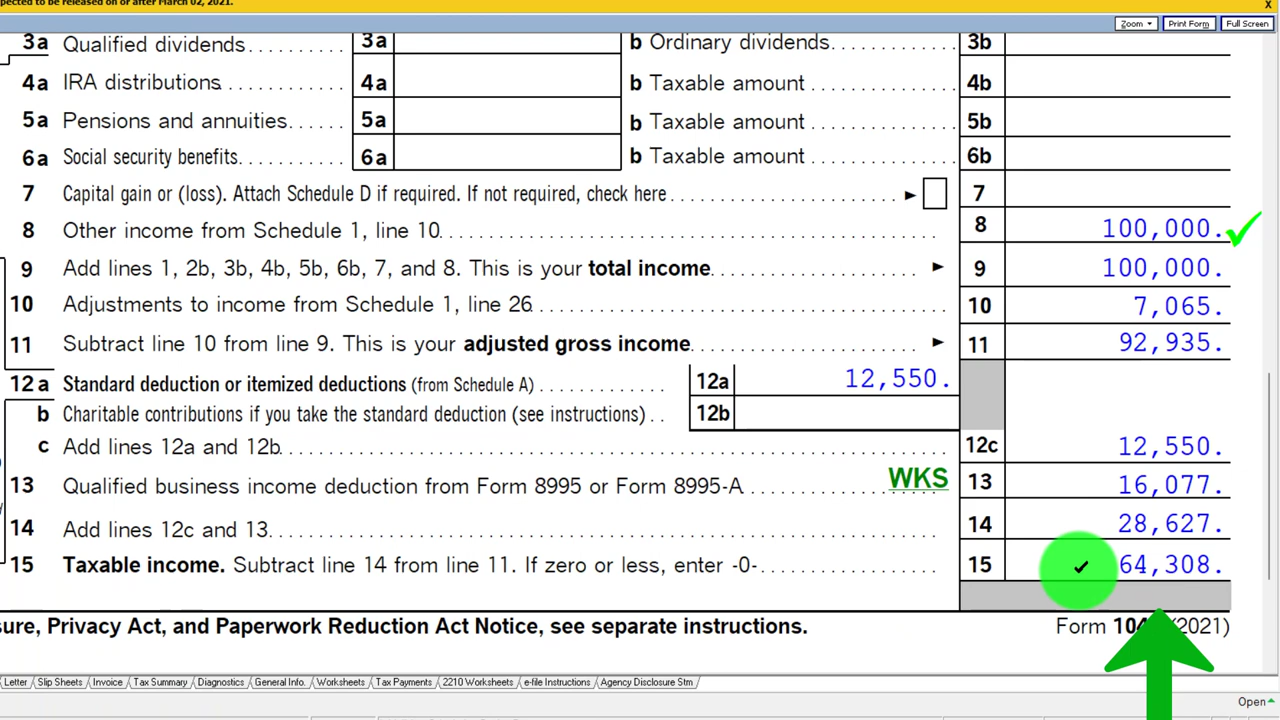 pected to be released on or after March 02, 2021. X
Zoom Print Form Full Screen
3a Qualified dividends 3a b Ordinary dividends 3b
4a IRA distributions 4a b Taxable amount 4b
5a Pensions and annuities 5a b Taxable amount 5b
6a Social security benefits 6a b Taxable amount 6b
7 Capital gain or (loss). Attach Schedule D if required. If not required, check here 7
8 Other income from Schedule 1, line 10 8 100,000.
9 Add lines 1, 2b, 3b, 4b, 5b, 6b, 7, and 8. This is your total income 9 100,000.
10 Adjustments to income from Schedule 1, line 26 10 7,065.
11 Subtract line 10 from line 9. This is your adjusted gross income 11 92,935.
12a Standard deduction or itemized deductions (from Schedule A) 12a 12,550.
b Charitable contributions if you take the standard deduction (see instructions) 12b
c Add lines 12a and 12b 12c 12,550.
13 Qualified business income deduction from Form 8995 or Form 8995-A WKS 13 16,077.
14 Add lines 12c and 13 14 28,627.
15 Taxable income. Subtract line 14 from line 11. If zero or less, enter -0- 15 64,308.
sure, Privacy Act, and Paperwork Reduction Act Notice, see separate instructions. Form (2021)
Letter Slip Sheets Invoice Tax Summary Diagnostics General Info. Worksheets Tax Payments 2210 Worksheets e-file Instructions Agency Disclosure Stm
Open